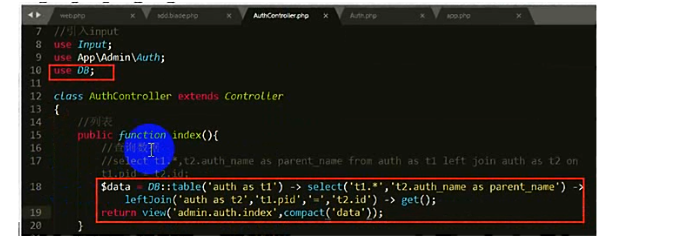 web.php × add.blade.php × AuthController.php × Auth.php × app.php ×
7 //引入input
8 use Input;
9 use App\Admin\Auth;
10 use DB;
11
12 class AuthController extends Controller
13 {
14 //列表
15 public function index(){
16 //查询数据
17 //select t1.*,t2.auth_name as parent_name from auth as t1 left join auth as t2 on
t1.pid = t2.id;
18 $data = DB::table('auth as t1') -> select('t1.*','t2.auth_name as parent_name') ->
leftJoin('auth as t2','t1.pid','=','t2.id') -> get();
19 return view('admin.auth.index',compact('data'));
20 }